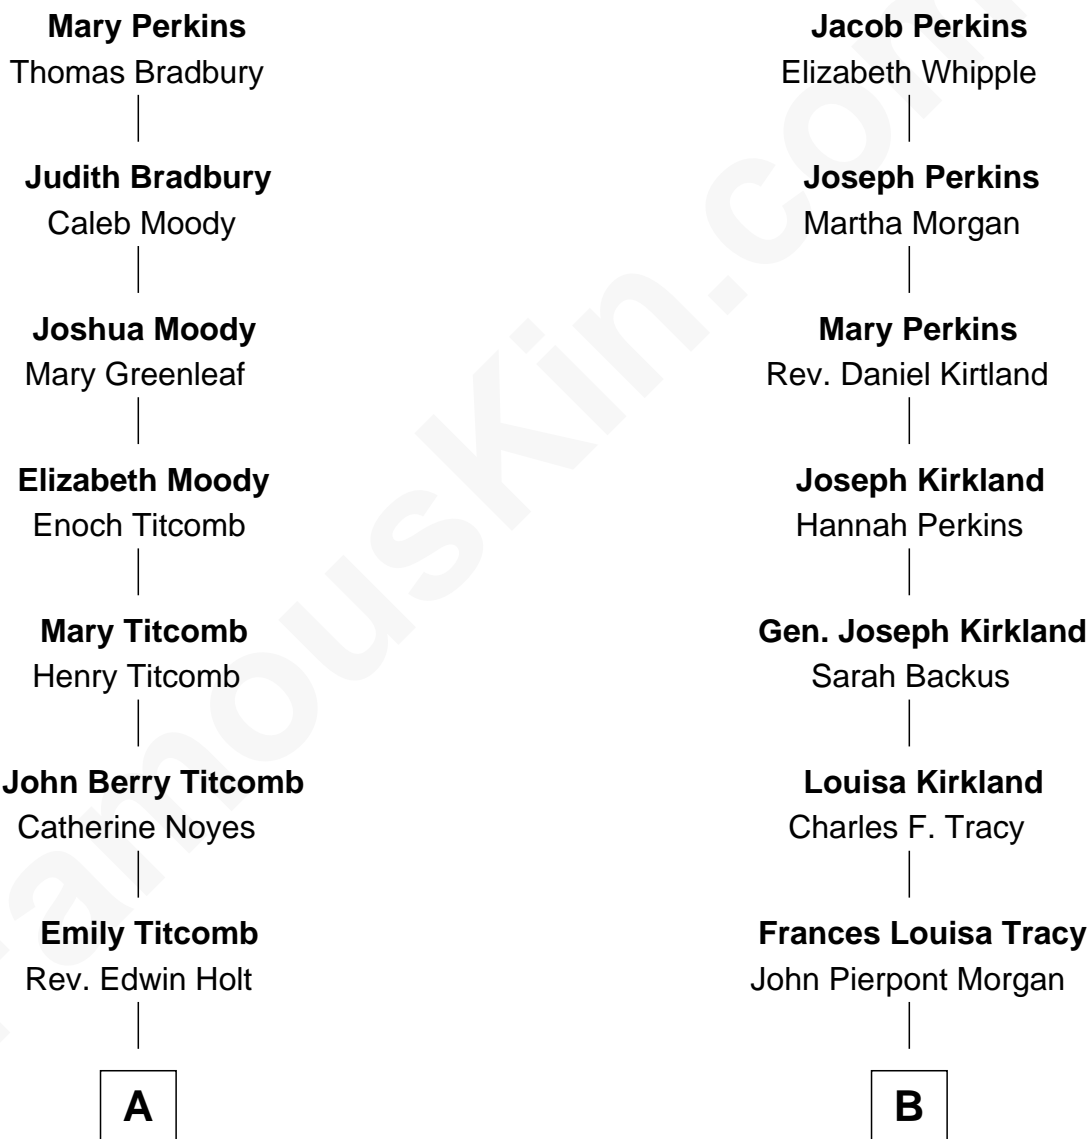 Mary Perkins
Thomas Bradbury
Judith Bradbury
Caleb Moody
Joshua Moody
Mary Greenleaf
Elizabeth Moody
Enoch Titcomb
Mary Titcomb
Henry Titcomb
John Berry Titcomb
Catherine Noyes
Emily Titcomb
Rev. Edwin Holt
A
Jacob Perkins
Elizabeth Whipple
Joseph Perkins
Martha Morgan
Mary Perkins
Rev. Daniel Kirtland
Joseph Kirkland
Hannah Perkins
Gen. Joseph Kirkland
Sarah Backus
Louisa Kirkland
Charles F. Tracy
Frances Louisa Tracy
John Pierpont Morgan
B
FamousKin.com